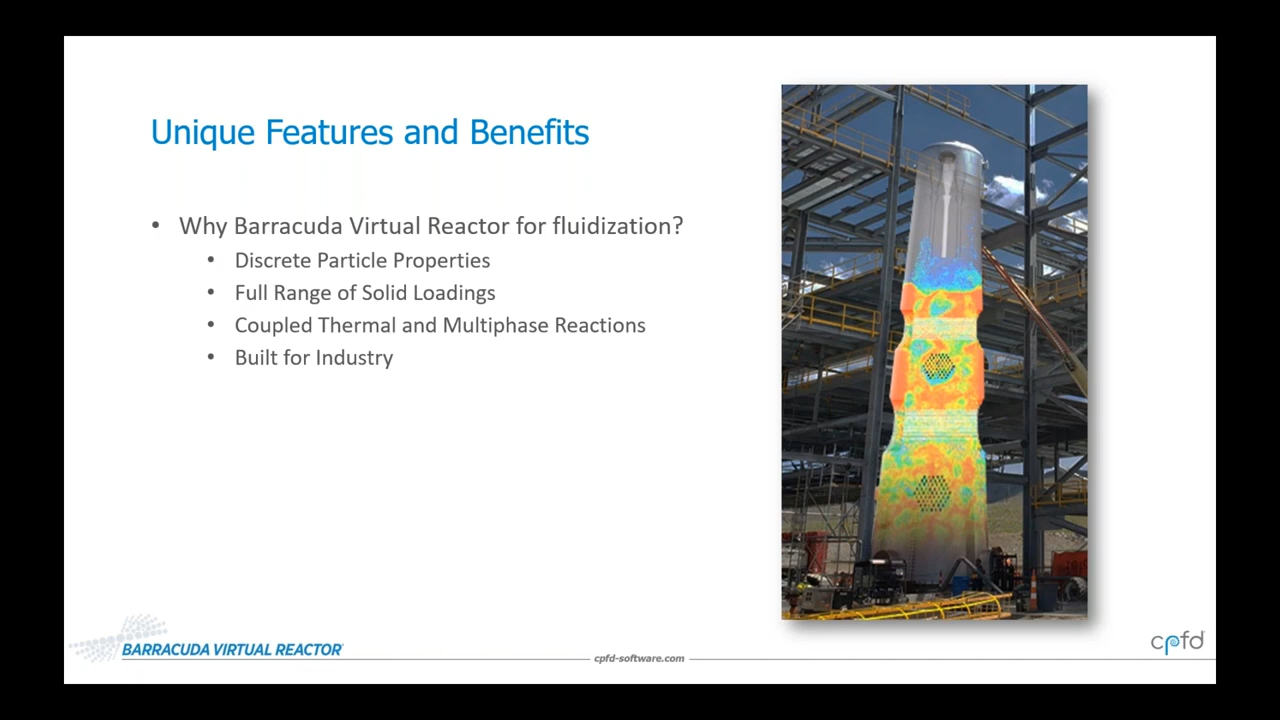 Unique Features and Benefits
• Why Barracuda Virtual Reactor for fluidization?
• Discrete Particle Properties
• Full Range of Solid Loadings
• Coupled Thermal and Multiphase Reactions
• Built for Industry
BARRACUDA VIRTUAL REACTOR
cpfd-software.com
cpfd